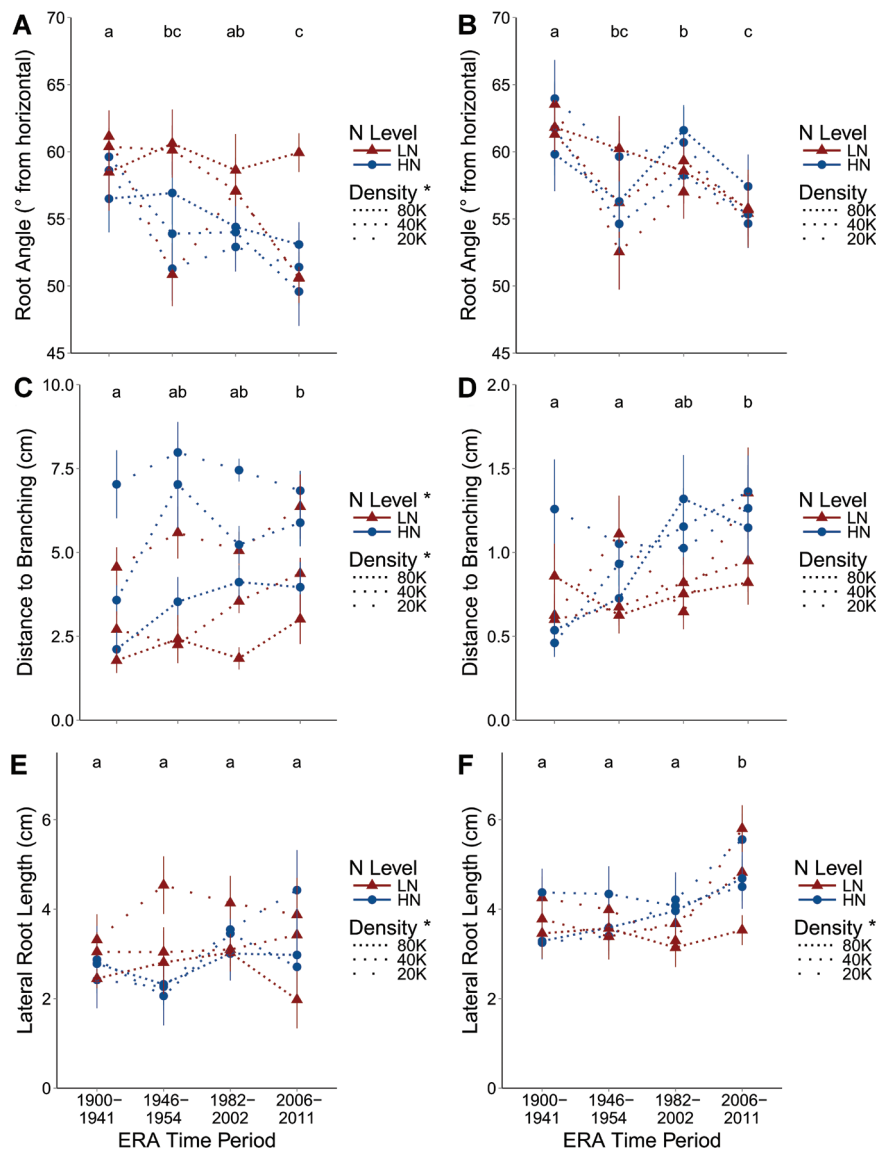 A
B
Root Angle (° from horizontal)
70
65
60
55
50
45
a bc ab c
N Level
LN
HN
Density *
80K
40K
20K
Root Angle (° from horizontal)
70
65
60
55
50
45
a bc b c
N Level
LN
HN
Density
80K
40K
20K
C
D
Distance to Branching (cm)
10.0
7.5
5.0
2.5
0.0
a ab ab b
N Level *
LN
HN
Density *
80K
40K
20K
Distance to Branching (cm)
2.0
1.5
1.0
0.5
0.0
a a ab b
N Level *
LN
HN
Density
80K
40K
20K
E
F
Lateral Root Length (cm)
6
4
2
0
a a a a
N Level
LN
HN
Density *
80K
40K
20K
1900–
1941
1946–
1954
1982–
2002
2006–
2011
ERA Time Period
Lateral Root Length (cm)
6
4
2
0
a a a b
N Level
LN
HN
Density *
80K
40K
20K
1900–
1941
1946–
1954
1982–
2002
2006–
2011
ERA Time Period